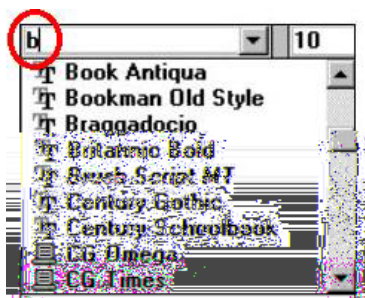 b 10
Book Antiqua
Bookman Old Style
Braggadocio
Britannic Bold
Brush Script MT
Century Gothic
Century Schoolbook
CG Omega
CG Times